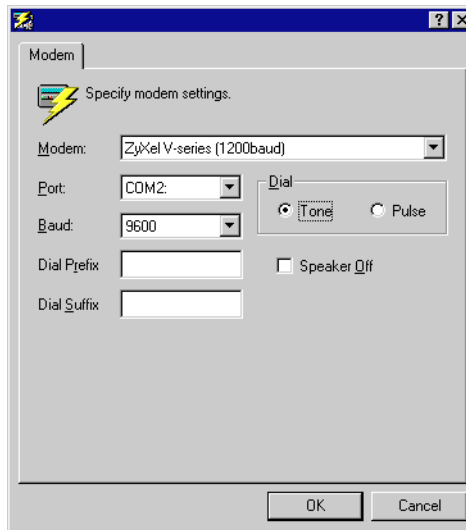 Modem
Specify modem settings.
Modem: ZyXel V-series (1200baud)
Port: COM2:
Dial
Tone Pulse
Baud: 9600
Dial Prefix
Speaker Off
Dial Suffix
OK Cancel